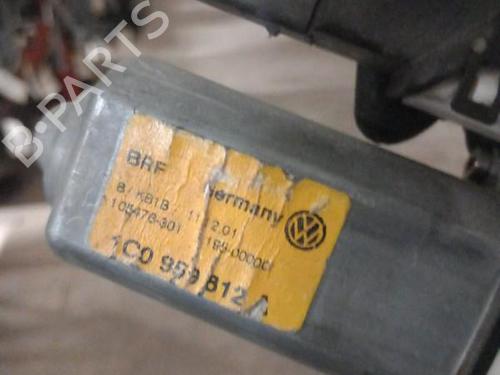 B-PARTS
BRF Germany
105476-301
1C0 959 812 A